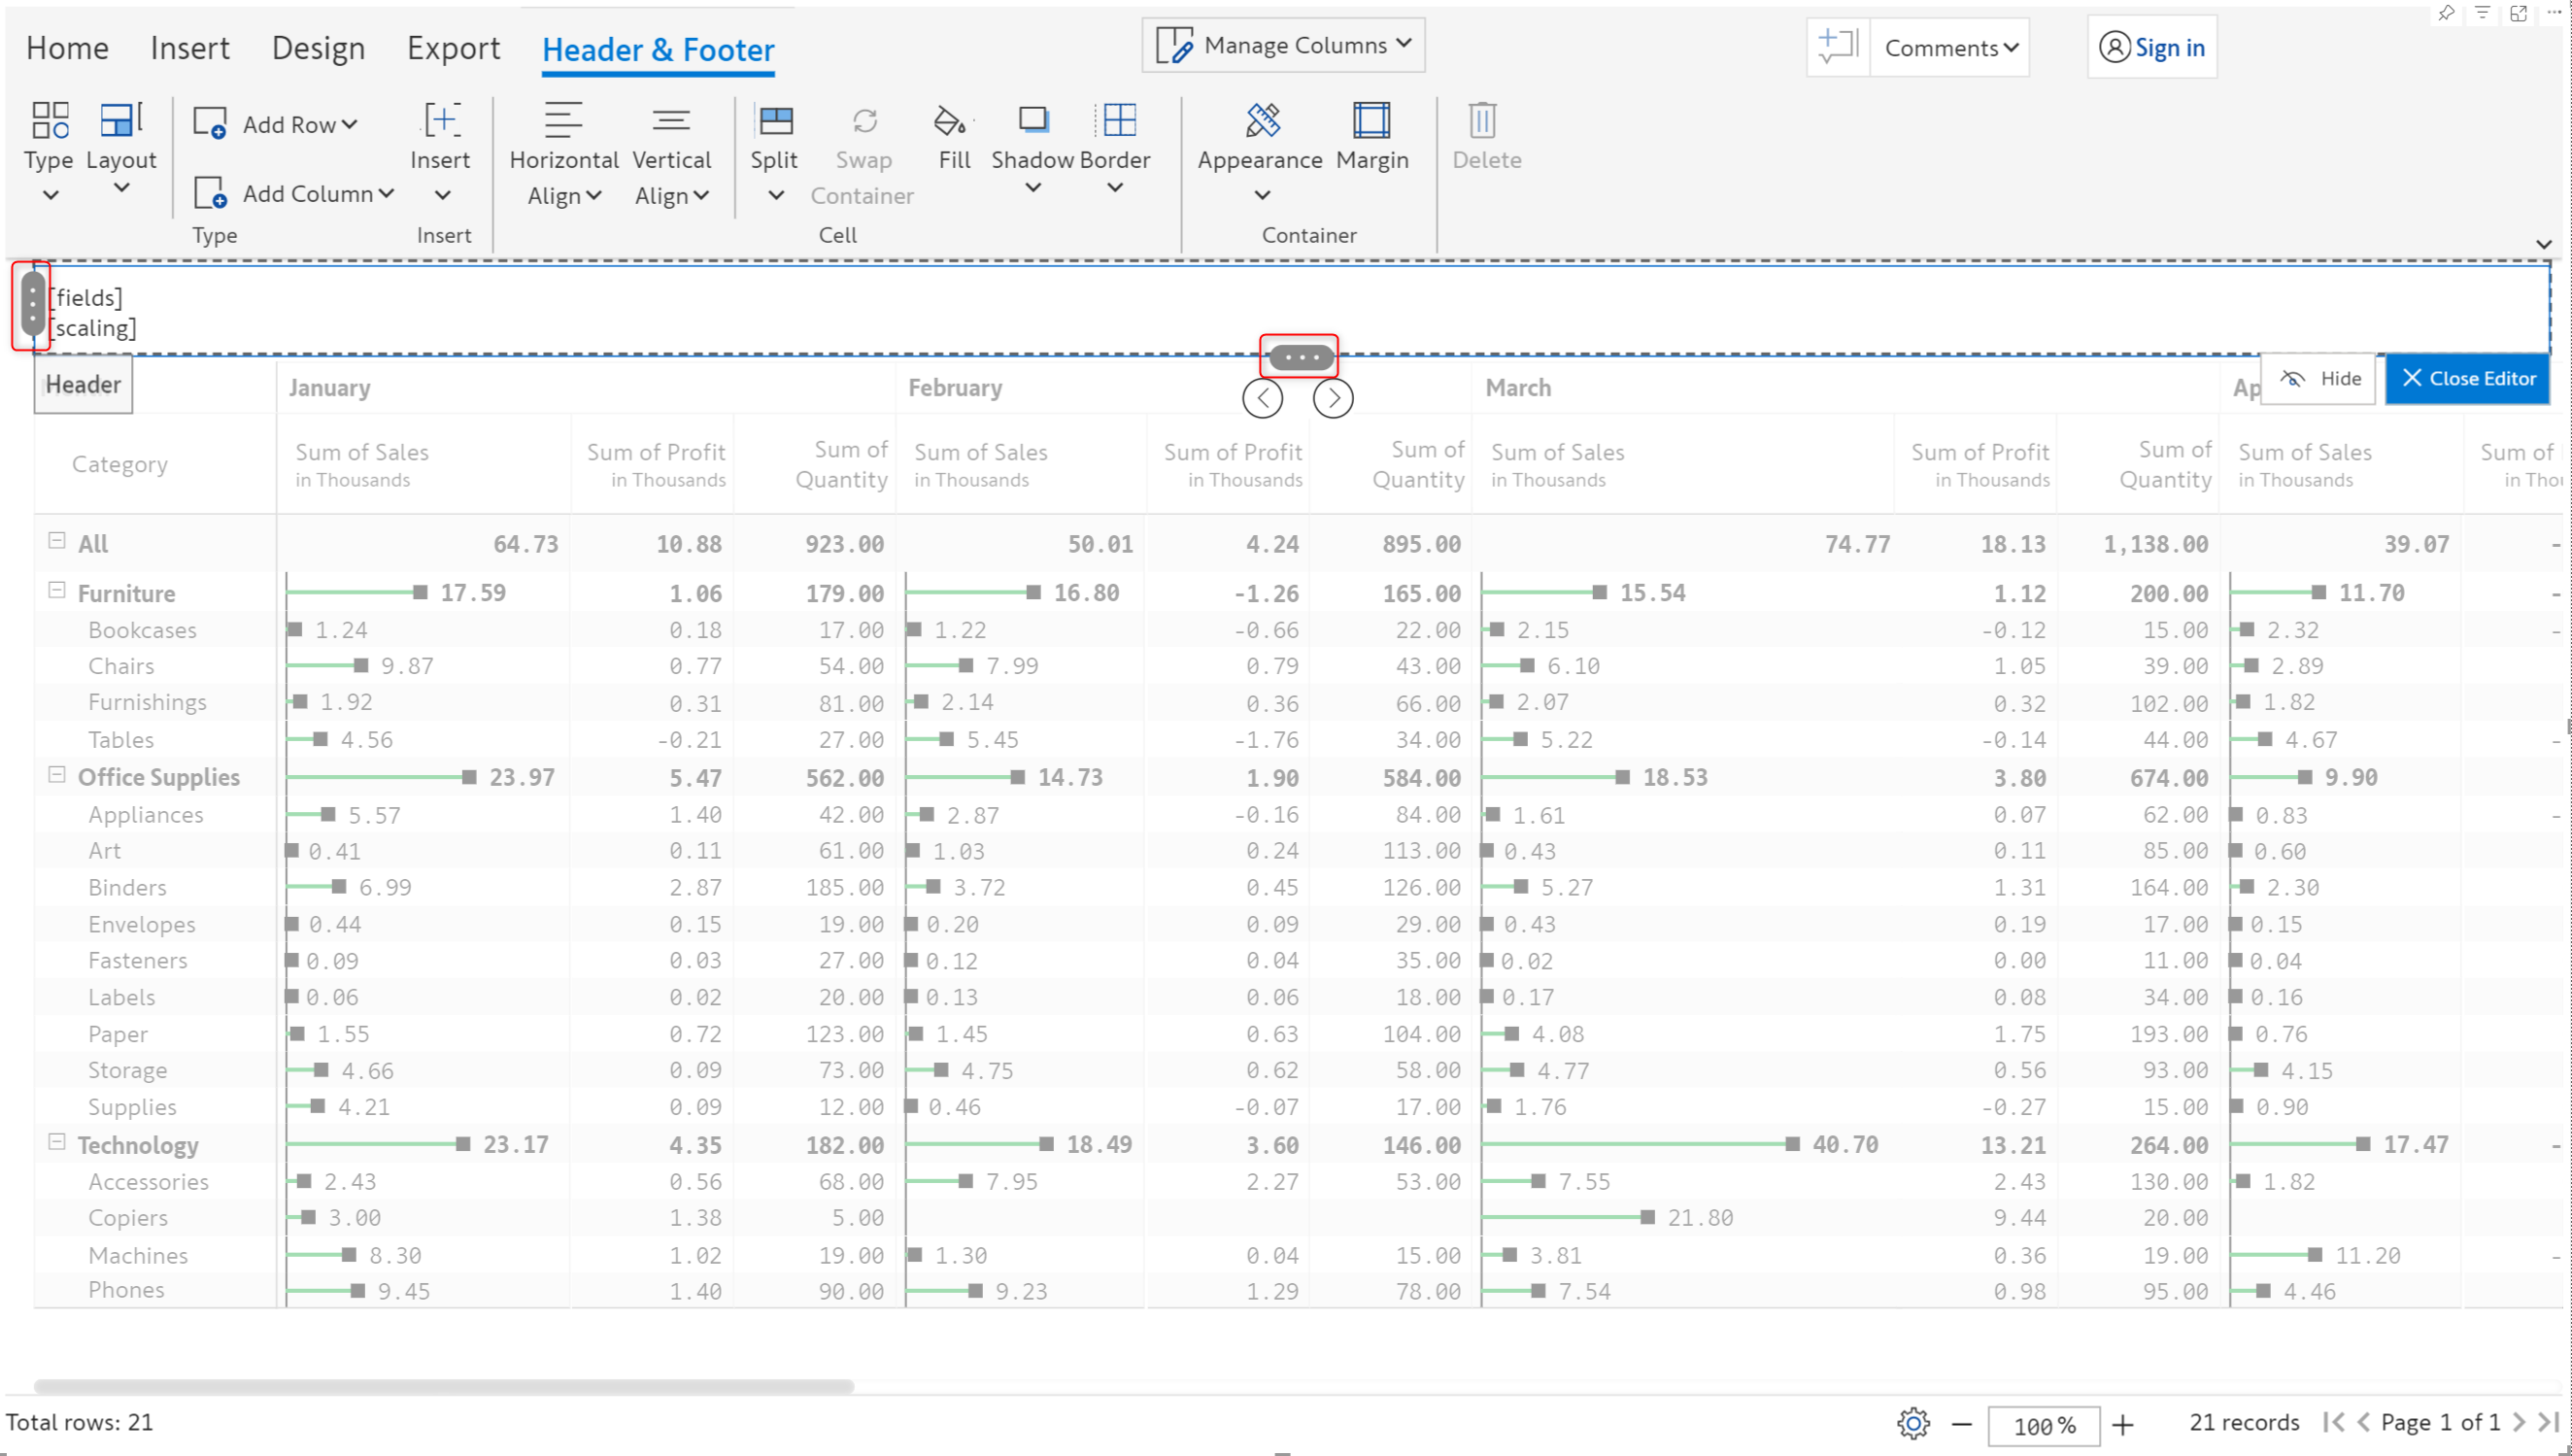 Home Insert Design Export Header & Footer Manage Columns Comments Sign in
Type Layout Add Row Add Column Insert Horizontal Align Vertical Align Split Swap Container Fill Shadow Border Appearance Margin Delete
Type Insert Cell Container
[fields]
[scaling]
Header January February March Ap Hide Close Editor
Category Sum of Sales in Thousands Sum of Profit in Thousands Sum of Quantity Sum of Sales in Thousands Sum of Profit in Thousands Sum of Quantity Sum of Sales in Thousands Sum of Profit in Thousands Sum of Quantity Sum of Sales in Thousands Sum of in Thou
All 64.73 10.88 923.00 50.01 4.24 895.00 74.77 18.13 1,138.00 39.07 -
Furniture 17.59 1.06 179.00 16.80 -1.26 165.00 15.54 1.12 200.00 11.70 -
Bookcases 1.24 0.18 17.00 1.22 -0.66 22.00 2.15 -0.12 15.00 2.32 -
Chairs 9.87 0.77 54.00 7.99 0.79 43.00 6.10 1.05 39.00 2.89
Furnishings 1.92 0.31 81.00 2.14 0.36 66.00 2.07 0.32 102.00 1.82
Tables 4.56 -0.21 27.00 5.45 -1.76 34.00 5.22 -0.14 44.00 4.67 -
Office Supplies 23.97 5.47 562.00 14.73 1.90 584.00 18.53 3.80 674.00 9.90
Appliances 5.57 1.40 42.00 2.87 -0.16 84.00 1.61 0.07 62.00 0.83 -
Art 0.41 0.11 61.00 1.03 0.24 113.00 0.43 0.11 85.00 0.60
Binders 6.99 2.87 185.00 3.72 0.45 126.00 5.27 1.31 164.00 2.30
Envelopes 0.44 0.15 19.00 0.20 0.09 29.00 0.43 0.19 17.00 0.15
Fasteners 0.09 0.03 27.00 0.12 0.04 35.00 0.02 0.00 11.00 0.04
Labels 0.06 0.02 20.00 0.13 0.06 18.00 0.17 0.08 34.00 0.16
Paper 1.55 0.72 123.00 1.45 0.63 104.00 4.08 1.75 193.00 0.76
Storage 4.66 0.09 73.00 4.75 0.62 58.00 4.77 0.56 93.00 4.15
Supplies 4.21 0.09 12.00 0.46 -0.07 17.00 1.76 -0.27 15.00 0.90
Technology 23.17 4.35 182.00 18.49 3.60 146.00 40.70 13.21 264.00 17.47 -
Accessories 2.43 0.56 68.00 7.95 2.27 53.00 7.55 2.43 130.00 1.82
Copiers 3.00 1.38 5.00 21.80 9.44 20.00
Machines 8.30 1.02 19.00 1.30 0.04 15.00 3.81 0.36 19.00 11.20 -
Phones 9.45 1.40 90.00 9.23 1.29 78.00 7.54 0.98 95.00 4.46
Total rows: 21 100% 21 records Page 1 of 1